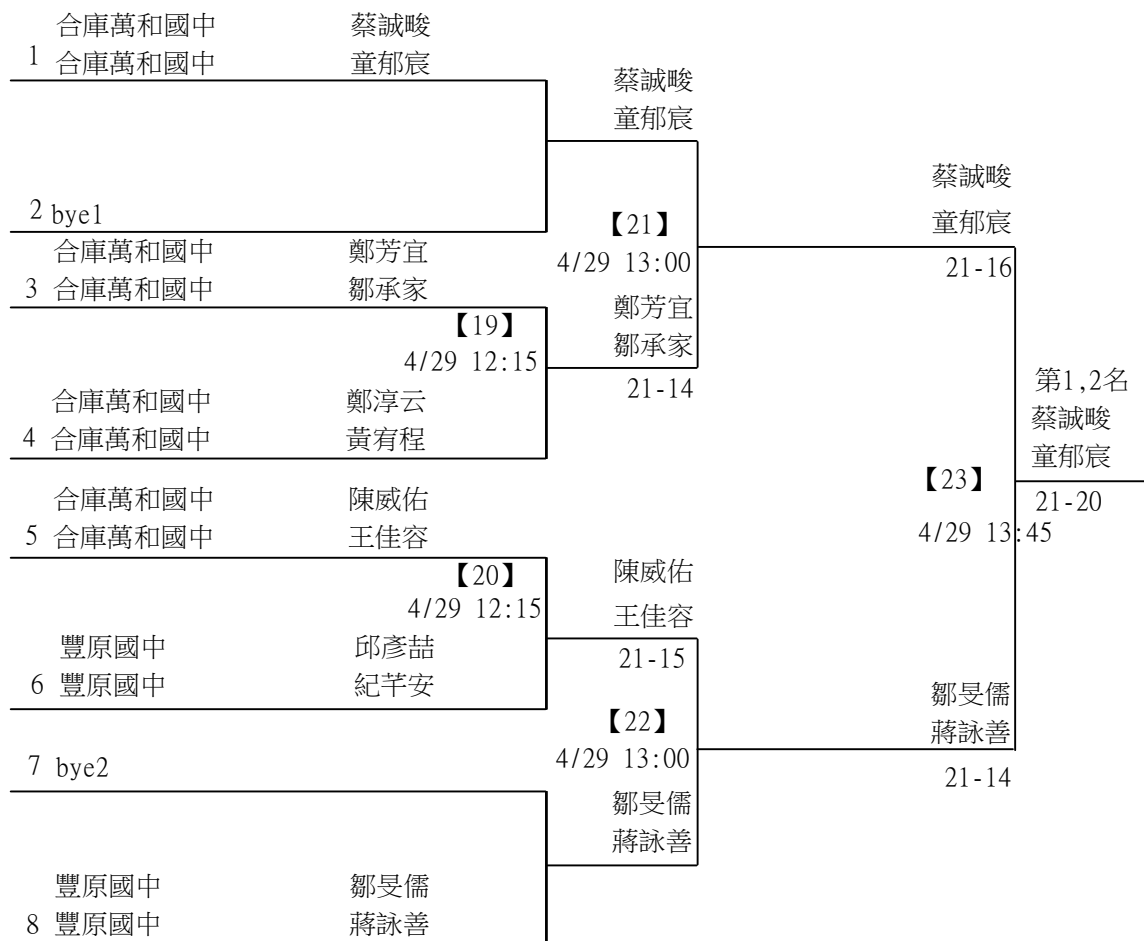 合庫萬和國中 蔡誠畯
1 合庫萬和國中 童郁宸
蔡誠畯
童郁宸
蔡誠畯
童郁宸
21-16
2 bye1
【21】
4/29 13:00
合庫萬和國中 鄭芳宜
3 合庫萬和國中 鄒承家
【19】
4/29 12:15
鄭芳宜
鄒承家
21-14
合庫萬和國中 鄭淳云
4 合庫萬和國中 黃宥程
第1,2名
蔡誠畯
童郁宸
21-20
【23】
4/29 13:45
合庫萬和國中 陳威佑
5 合庫萬和國中 王佳容
【20】
4/29 12:15
陳威佑
王佳容
21-15
豐原國中 邱彥喆
6 豐原國中 紀芊安
【22】
4/29 13:00
鄒旻儒
蔣詠善
21-14
7 bye2
鄒旻儒
蔣詠善
豐原國中 鄒旻儒
8 豐原國中 蔣詠善